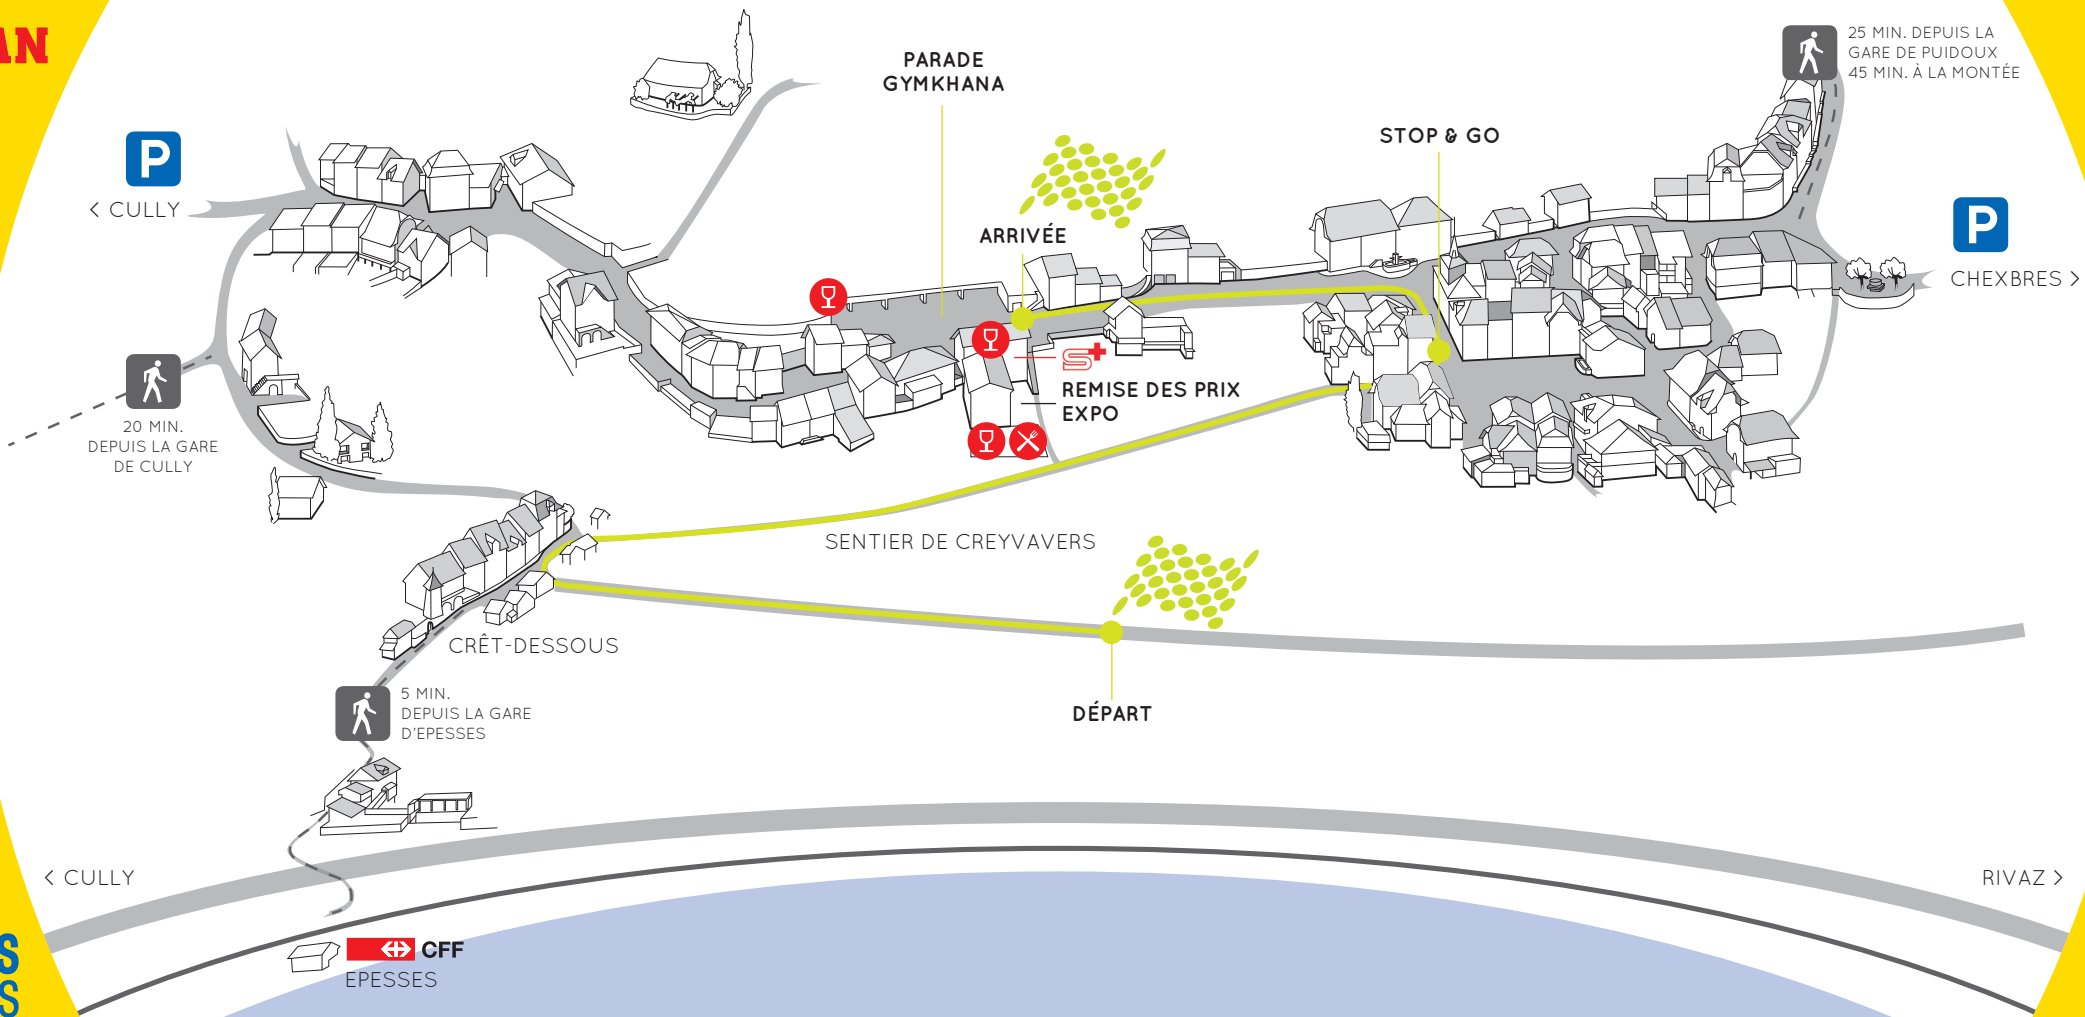 AN
PARADE
GYMKHANA
25 MIN. DEPUIS LA
GARE DE PUIDOUX
45 MIN. À LA MONTÉE
P
< CULLY
STOP & GO
ARRIVÉE
P
CHEXBRES >
S+
REMISE DES PRIX
EXPO
20 MIN.
DEPUIS LA GARE
DE CULLY
SENTIER DE CREYVAVERS
CRÊT-DESSOUS
5 MIN.
DEPUIS LA GARE
D'EPESSES
DÉPART
< CULLY
RIVAZ >
S
S
CFF
EPESSES